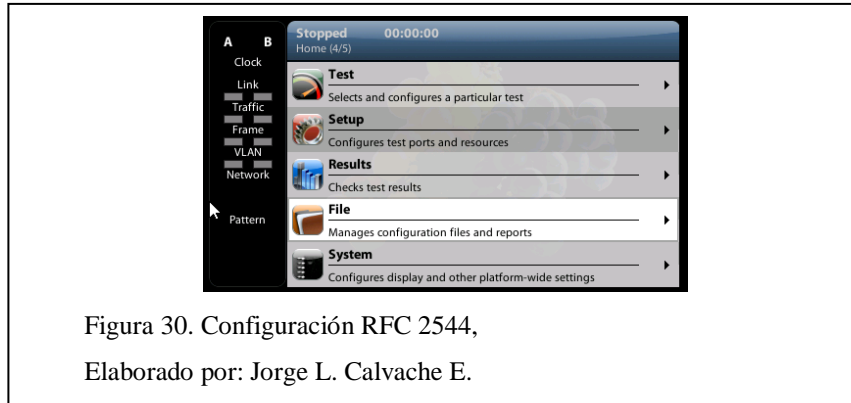 A B
Clock
Link
Traffic
Frame
VLAN
Network
Pattern
Stopped 00:00:00
Home (4/5)
Test
Selects and configures a particular test
Setup
Configures test ports and resources
Results
Checks test results
File
Manages configuration files and reports
System
Configures display and other platform-wide settings
Figura 30. Configuración RFC 2544,
Elaborado por: Jorge L. Calvache E.